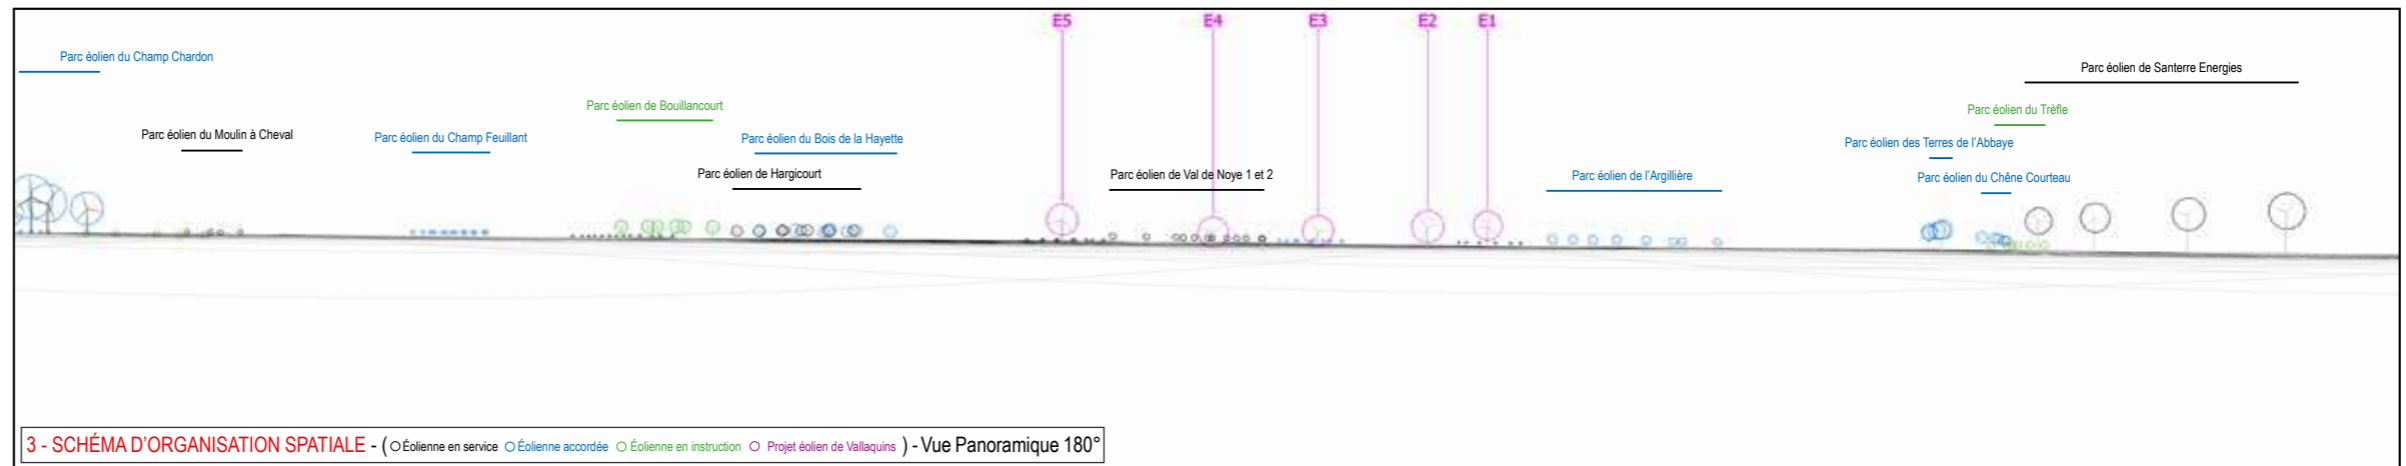 E5 E4 E3 E2 E1
Parc éolien du Champ Chardon
Parc éolien de Santerre Energies
Parc éolien de Bouillancourt
Parc éolien du Trèfle
Parc éolien du Moulin à Cheval
Parc éolien du Champ Feuillant
Parc éolien du Bois de la Hayette
Parc éolien des Terres de l'Abbaye
Parc éolien de Hargicourt
Parc éolien de Val de Noye 1 et 2
Parc éolien de l'Argillière
Parc éolien du Chêne Courteau
3 - SCHÉMA D'ORGANISATION SPATIALE - ( Éolienne en service Éolienne accordée Éolienne en instruction Projet éolien de Vallaquins ) - Vue Panoramique 180°